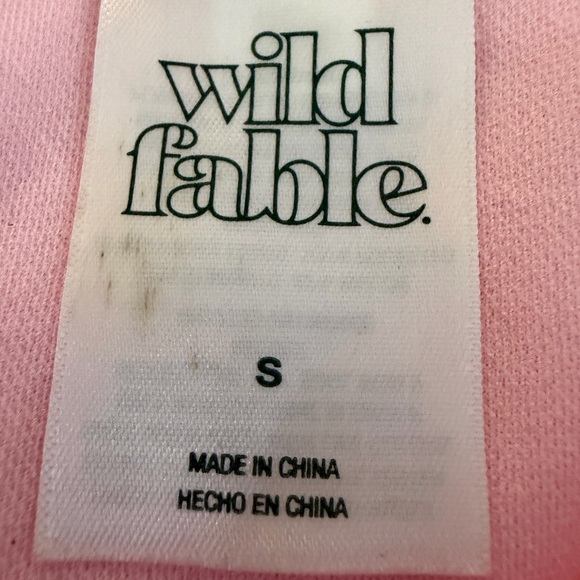 wild
fable.
S
MADE IN CHINA
HECHO EN CHINA